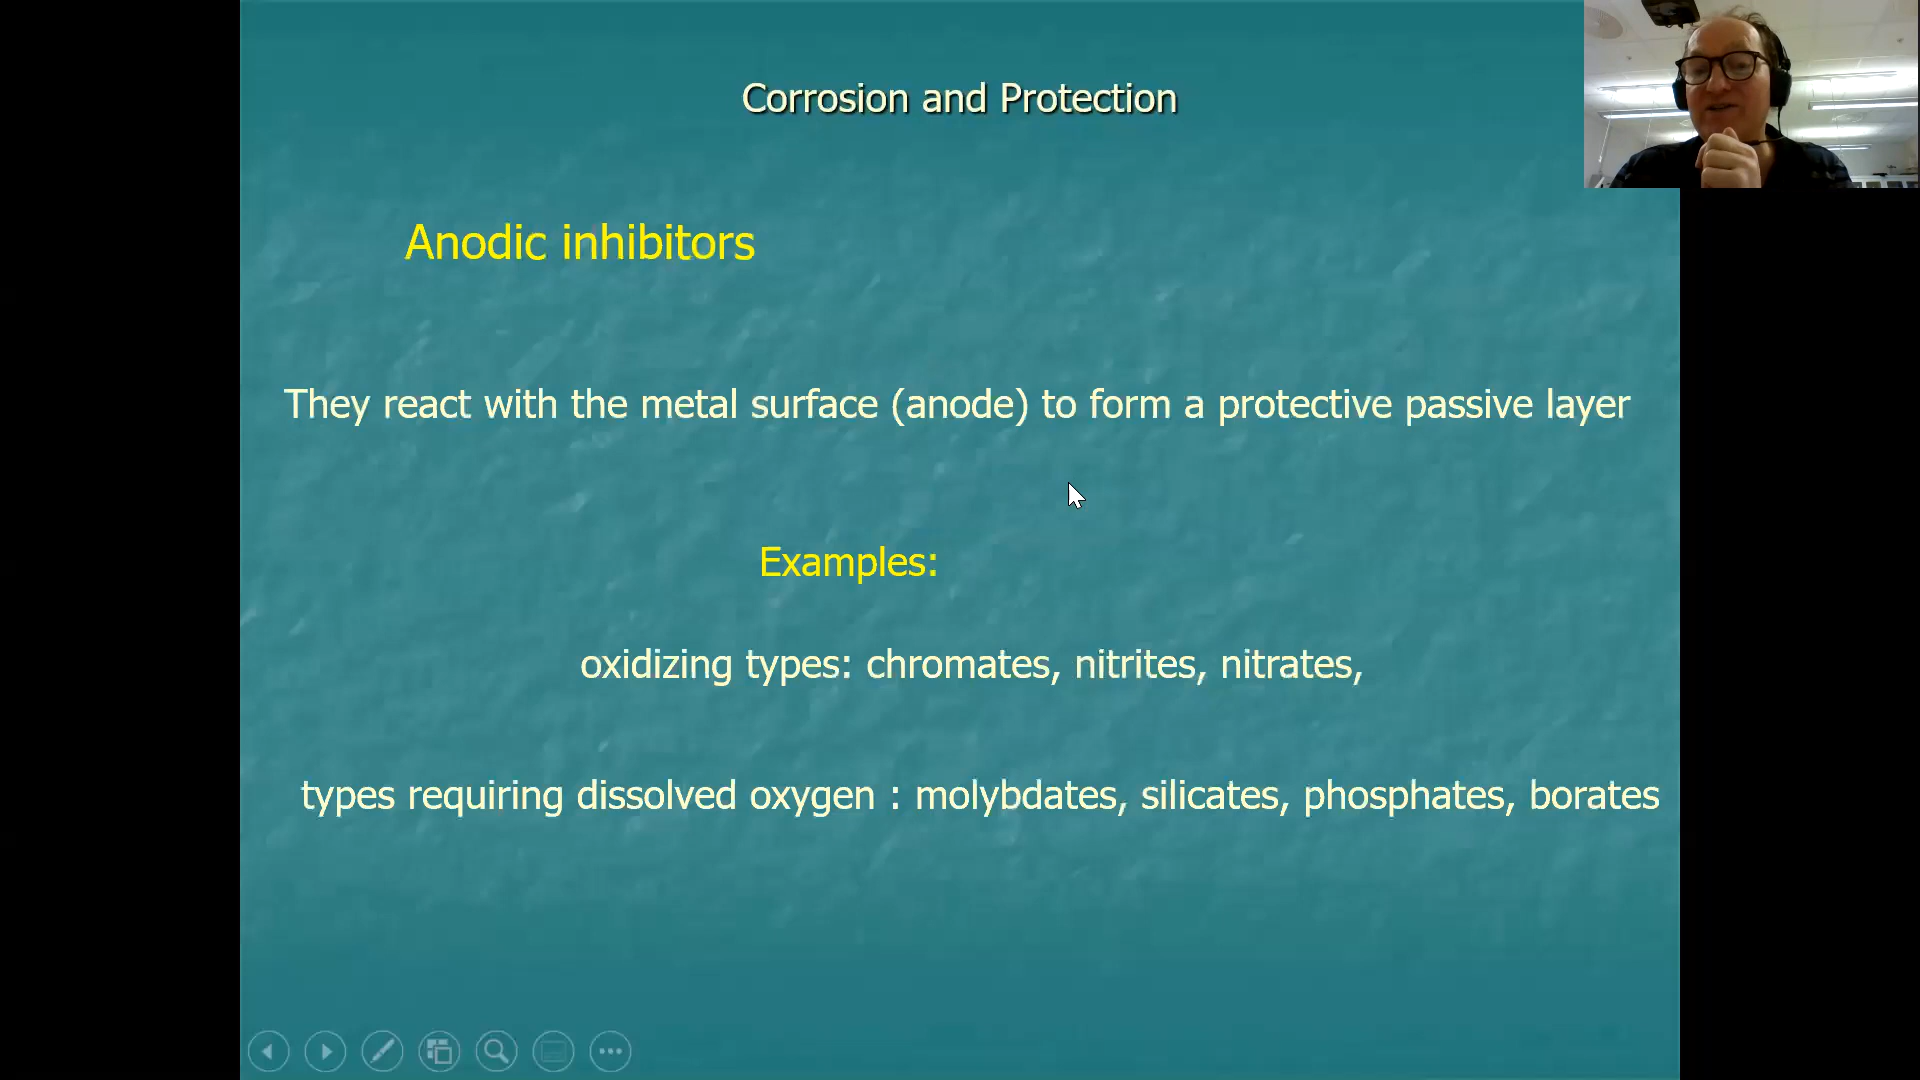 Corrosion and Protection
Anodic inhibitors
They react with the metal surface (anode) to form a protective passive layer
Examples:
oxidizing types: chromates, nitrites, nitrates,
types requiring dissolved oxygen : molybdates, silicates, phosphates, borates